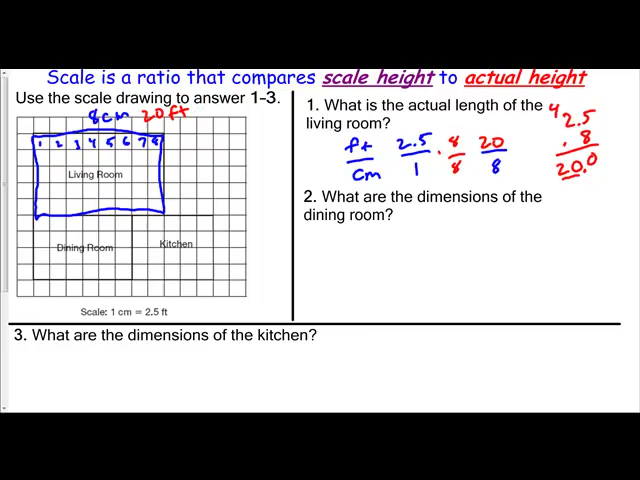 Scale is a ratio that compares scale height to actual height
Use the scale drawing to answer 1–3.
8cm 20ft
1 2 3 4 5 6 7 8
Living Room
Dining Room
Kitchen
Scale: 1 cm = 2.5 ft
1. What is the actual length of the
living room?
ft/cm 2.5/1 · 8/8 20/8
4
2.5
. 8
20.0
2. What are the dimensions of the
dining room?
3. What are the dimensions of the kitchen?